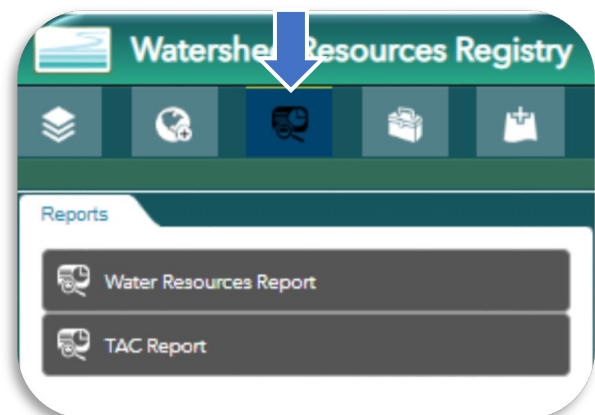 Watershed Resources Registry
Reports
Water Resources Report
TAC Report